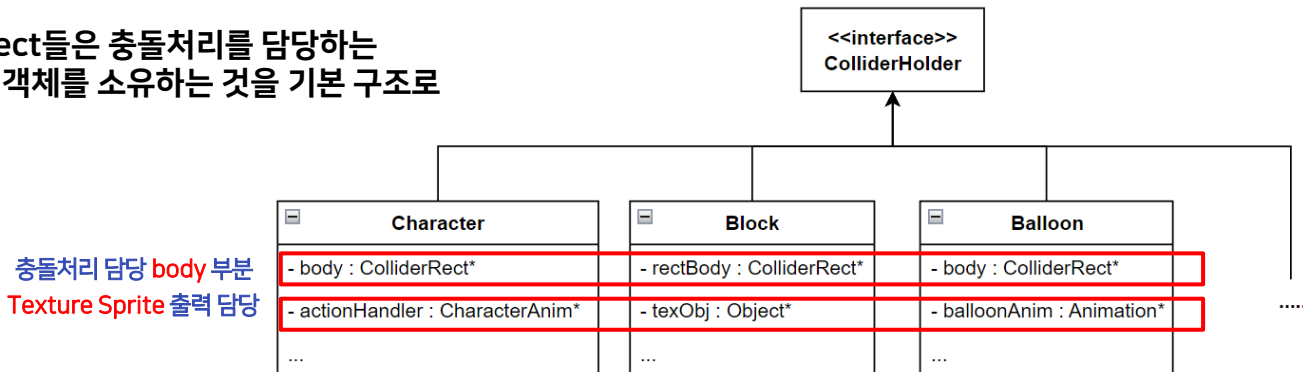 ect들은 충돌처리를 담당하는
객체를 소유하는 것을 기본 구조로
<<interface>>
ColliderHolder
Character
Block
Balloon
충돌처리 담당 body 부분
- body : ColliderRect*
- rectBody : ColliderRect*
- body : ColliderRect*
Texture Sprite 출력 담당
- actionHandler : CharacterAnim*
- texObj : Object*
- balloonAnim : Animation*
.....
...
...
...